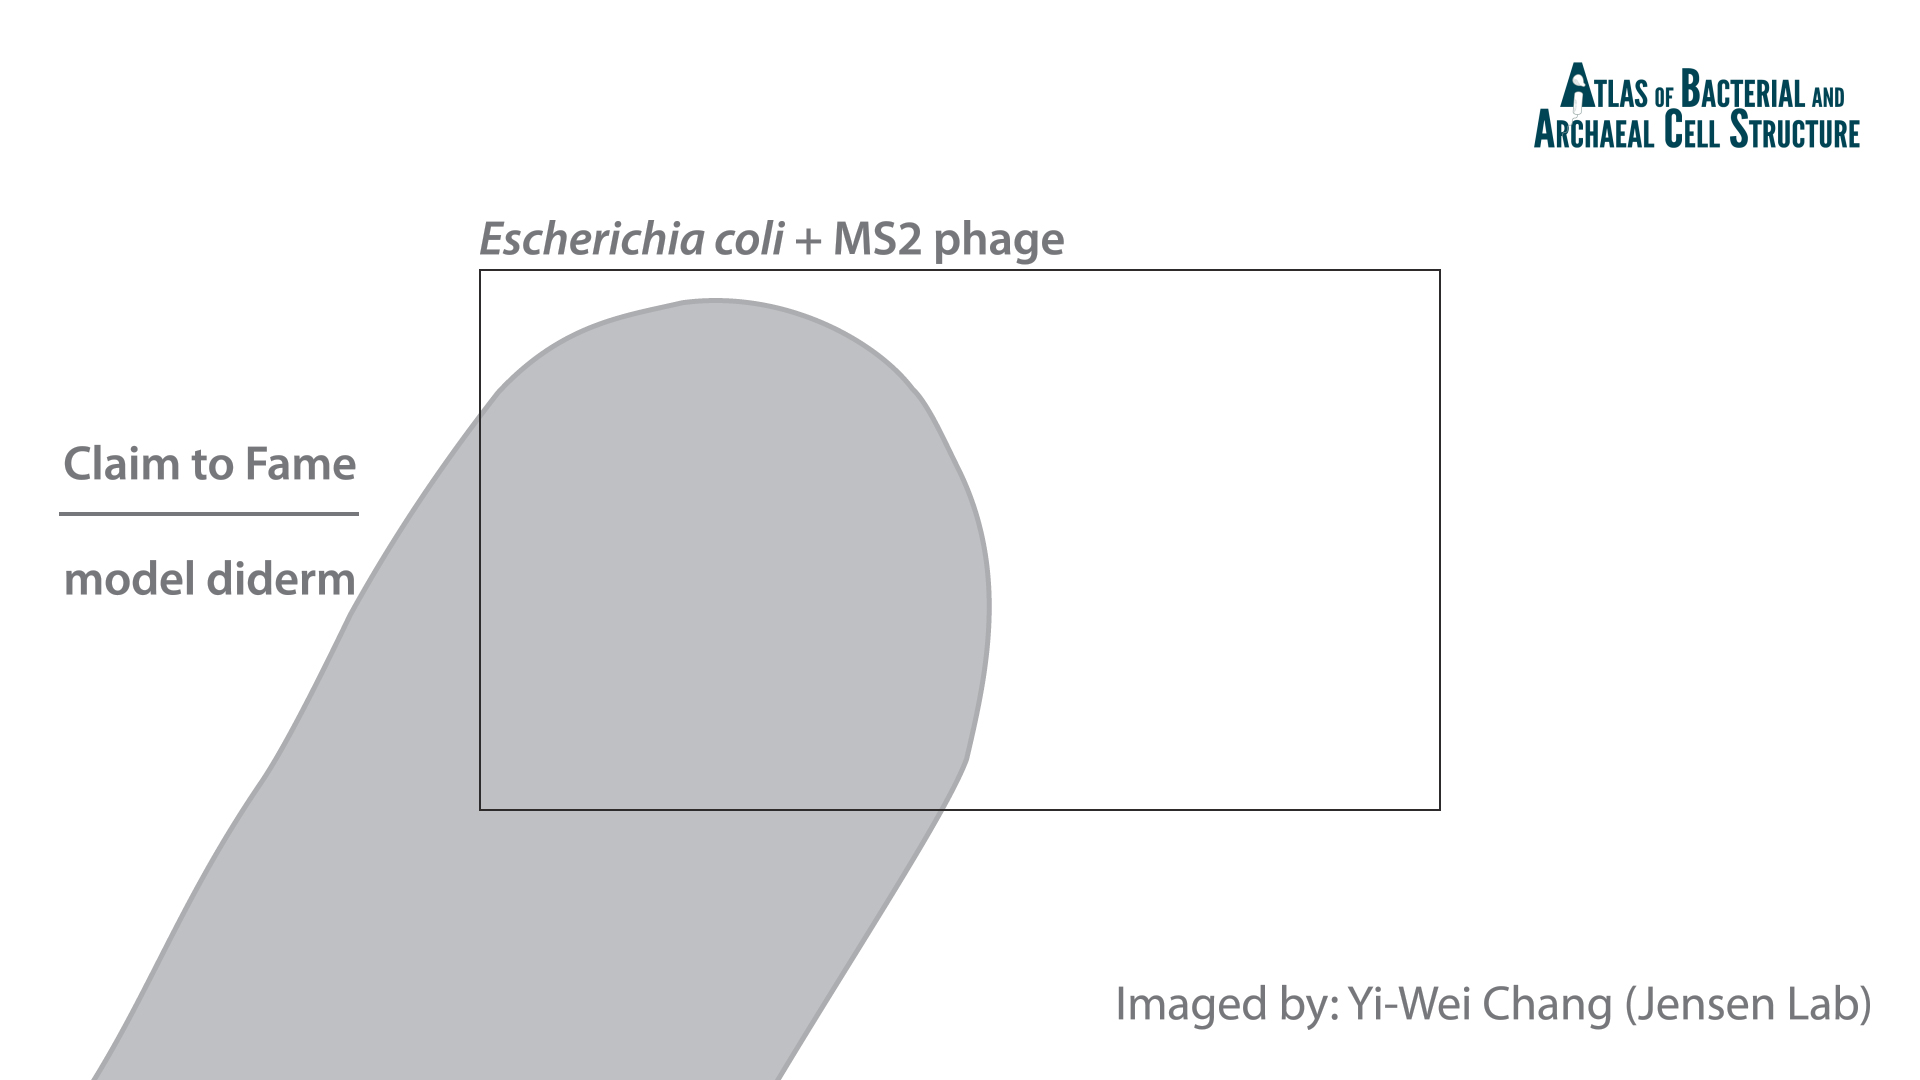 ATLAS OF BACTERIAL AND
ARCHAEAL CELL STRUCTURE
Escherichia coli + MS2 phage
Claim to Fame
model diderm
Imaged by: Yi-Wei Chang (Jensen Lab)